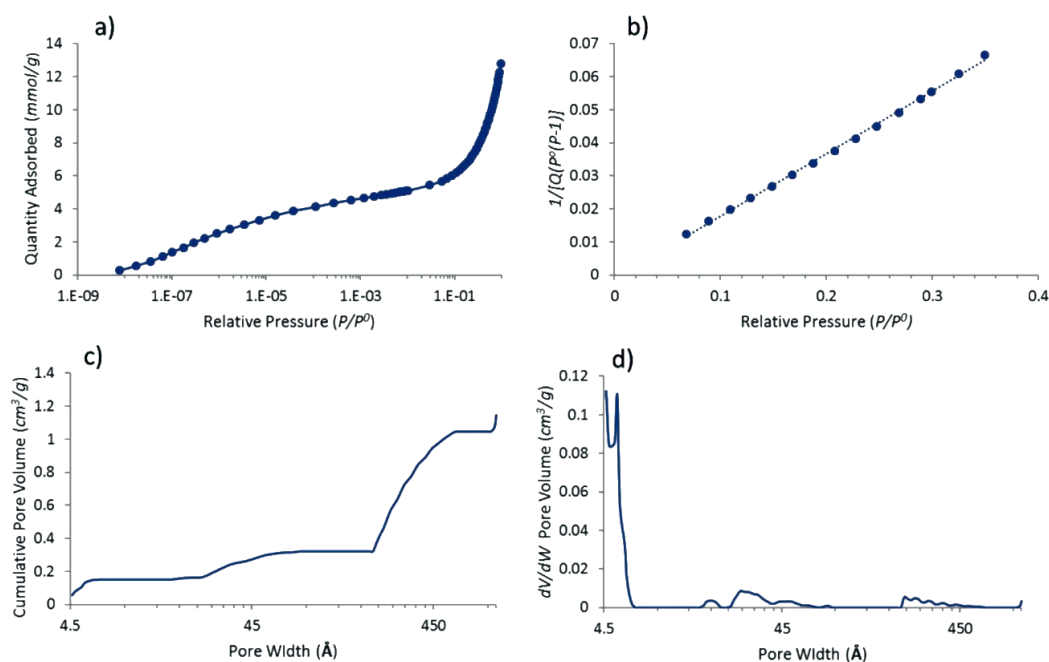 a)
Quantity Adsorbed (mmol/g)
14
12
10
8
6
4
2
0
1.E-09
1.E-07
1.E-05
1.E-03
1.E-01
Relative Pressure (P/P⁰)
b)
1/[Q(P⁰(P-1)]
0.07
0.06
0.05
0.04
0.03
0.02
0.01
0
0
0.1
0.2
0.3
0.4
Relative Pressure (P/P⁰)
c)
Cumulative Pore Volume (cm³/g)
1.4
1.2
1
0.8
0.6
0.4
0.2
0
4.5
45
450
Pore Width (Å)
d)
dV/dW Pore Volume (cm³/g)
0.12
0.1
0.08
0.06
0.04
0.02
0
4.5
45
450
Pore Width (Å)